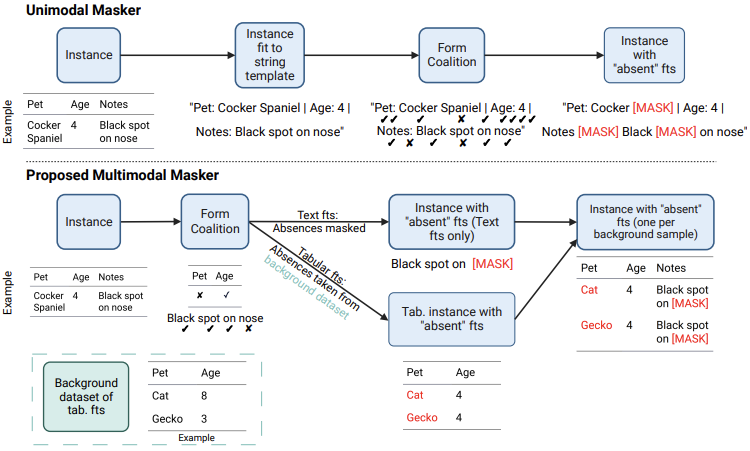 Unimodal Masker
Instance
Instance
fit to
string
template
Form
Coalition
Instance
with
"absent" fts
Example
Pet Age Notes
Cocker 4 Black spot
Spaniel on nose
"Pet: Cocker Spaniel | Age: 4 |
Notes: Black spot on nose"
"Pet: Cocker Spaniel | Age: 4 |
✔✔ ✔ ✘ ✔ ✔✔✔✔
Notes: Black spot on nose"
✔ ✘ ✔ ✘ ✔ ✔
"Pet: Cocker [MASK] | Age: 4 |
Notes [MASK] Black [MASK] on nose"
Proposed Multimodal Masker
Instance
Form
Coalition
Text fts:
Absences masked
Tabular fts:
Absences taken from
background dataset
Instance with
"absent" fts (Text
fts only)
Instance with "absent"
fts (one per
background sample)
Example
Pet Age Notes
Cocker 4 Black spot
Spaniel on nose
Pet Age
✘ ✓
Black spot on nose
✔ ✔ ✔ ✘
Black spot on [MASK]
Tab. instance with
"absent" fts
Pet Age Notes
Cat 4 Black spot
on [MASK]
Gecko 4 Black spot
on [MASK]
Background
dataset of
tab. fts
Pet Age
Cat 8
Gecko 3
Example
Pet Age
Cat 4
Gecko 4